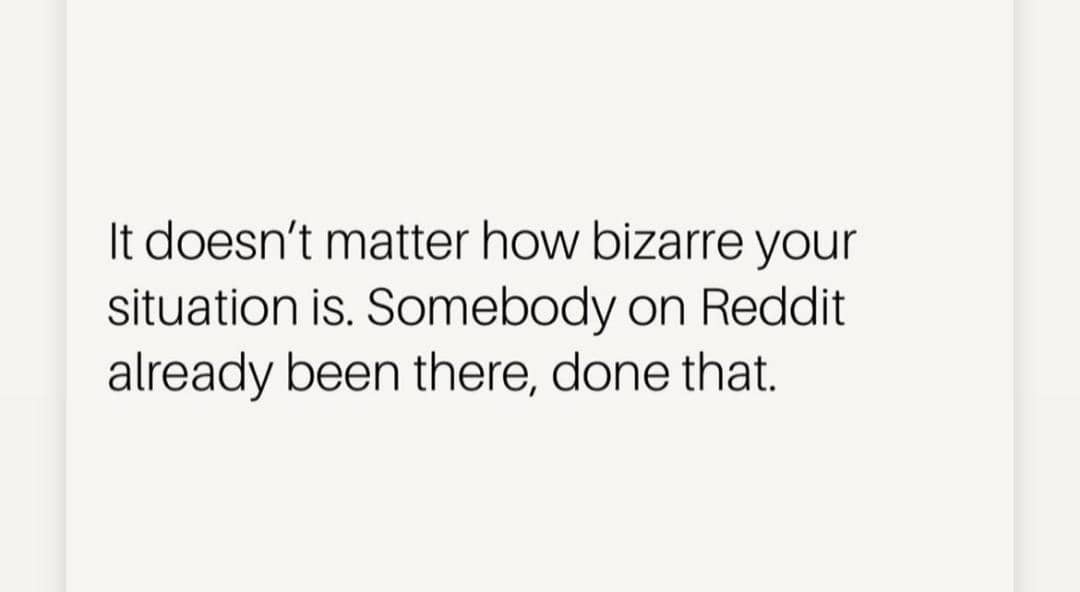 It doesn’t matter how bizarre your
situation is. Somebody on Reddit
already been there, done that.